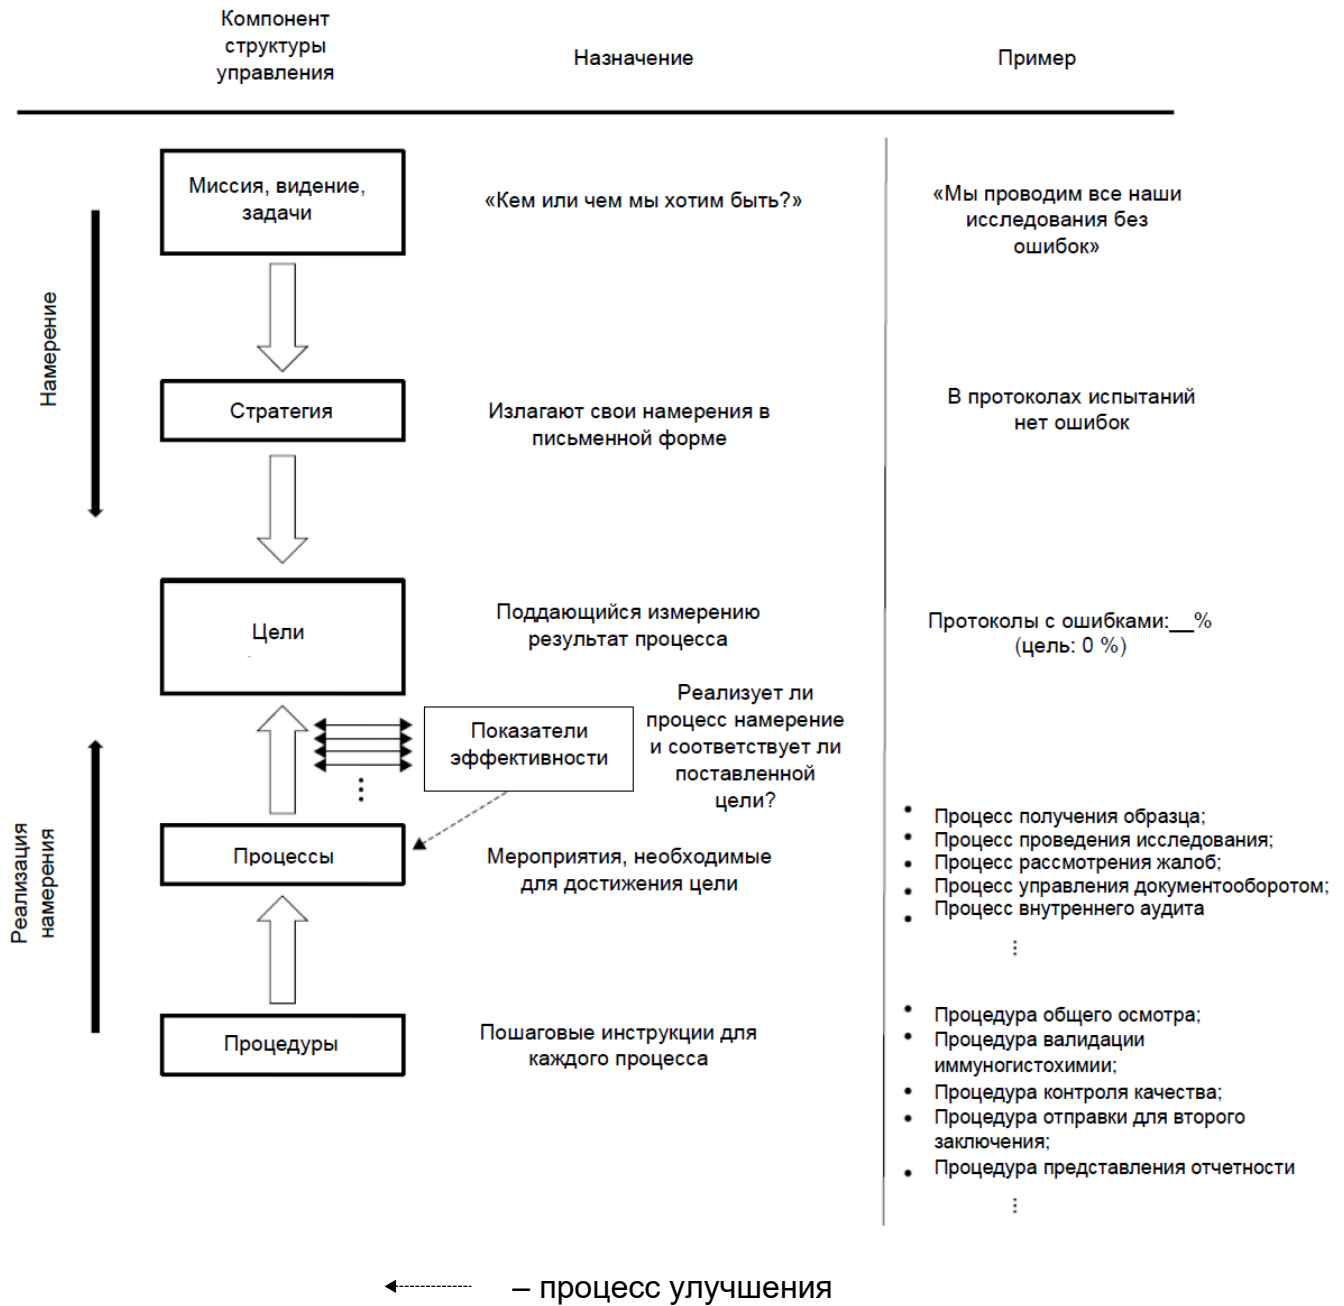 Компонент
структуры
управления
Назначение
Пример
Намерение
Миссия, видение,
задачи
«Кем или чем мы хотим быть?»
«Мы проводим все наши
исследования без
ошибок»
Стратегия
Излагают свои намерения в
письменной форме
В протоколах испытаний
нет ошибок
Цели
Поддающийся измерению
результат процесса
Протоколы с ошибками:__%
(цель: 0 %)
Показатели
эффективности
Реализует ли
процесс намерение
и соответствует ли
поставленной
цели?
Реализация
намерения
Процессы
Мероприятия, необходимые
для достижения цели
• Процесс получения образца;
• Процесс проведения исследования;
• Процесс рассмотрения жалоб;
• Процесс управления документооборотом;
• Процесс внутреннего аудита
⋮
Процедуры
Пошаговые инструкции для
каждого процесса
• Процедура общего осмотра;
• Процедура валидации
иммуногистохимии;
• Процедура контроля качества;
• Процедура отправки для второго
заключения;
• Процедура представления отчетности
⋮
– процесс улучшения